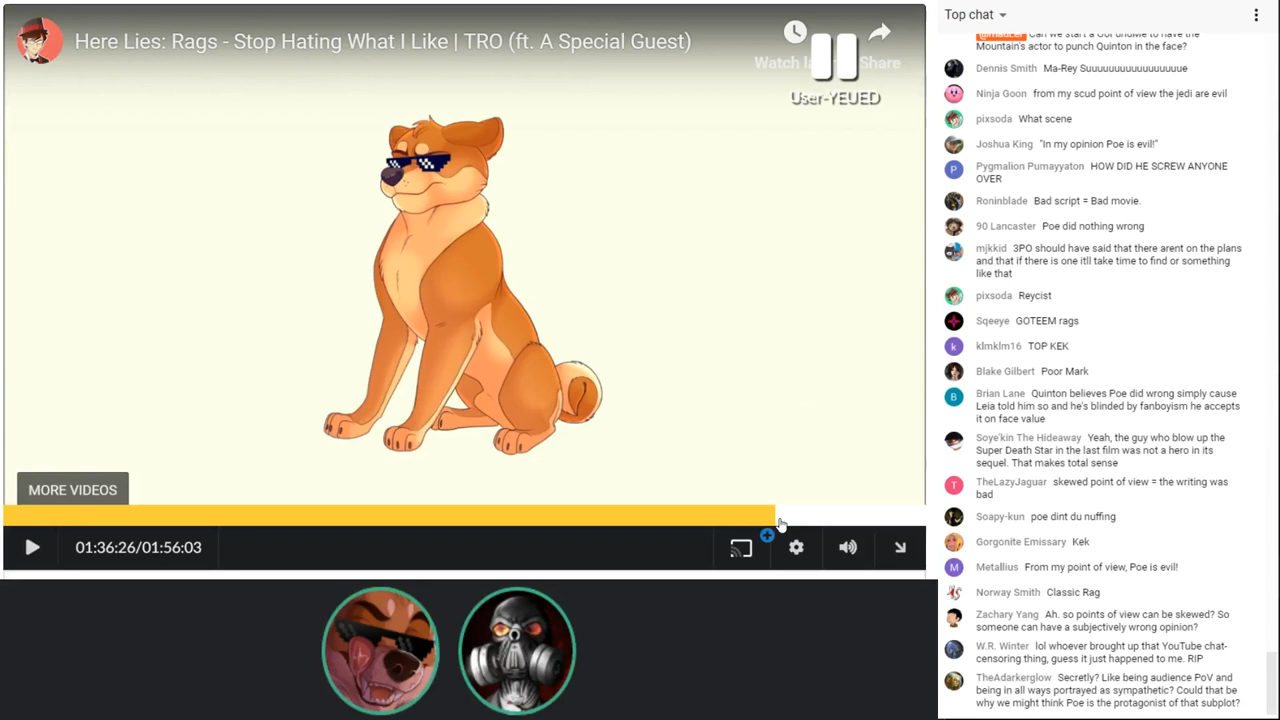 Here Lies: Rags - Stop Hating What I Like | TRO (ft. A Special Guest)
Share
User-YEUED
MORE VIDEOS
01:36:26/01:56:03
Top chat
Can we start a to have the
Mountain's actor to punch Quinton in the face?
Dennis Smith Ma-Rey Suuuuuuuuuuuuuuuuue
Ninja Goon from my scud point of view the jedi are evil
pixsoda What scene
Joshua King "In my opinion Poe is evil!"
Pygmalion Pumayyaton HOW DID HE SCREW ANYONE
OVER
Roninblade Bad script = Bad movie.
90 Lancaster Poe did nothing wrong
mjkkid 3PO should have said that there arent on the plans
and that if there is one itll take time to find or something
like that
pixsoda Reycist
Sqeeye GOTEEM rags
klmklm16 TOP KEK
Blake Gilbert Poor Mark
Brian Lane Quinton believes Poe did wrong simply cause
Leia told him so and he's blinded by fanboyism he accepts
it on face value
Soye'kin The Hideaway Yeah, the guy who blow up the
Super Death Star in the last film was not a hero in its
sequel. That makes total sense
TheLazyJaguar skewed point of view = the writing was
bad
Soapy-kun poe dint du nuffing
Gorgonite Emissary Kek
Metallius From my point of view, Poe is evil!
Norway Smith Classic Rag
Zachary Yang Ah. so points of view can be skewed? So
someone can have a subjectively wrong opinion?
W.R. Winter lol whoever brought up that YouTube chat-
censoring thing, guess it just happened to me. RIP
TheAdarkerglow Secretly? Like being audience PoV and
being in all ways portrayed as sympathetic? Could that be
why we might think Poe is the protagonist of that subplot?